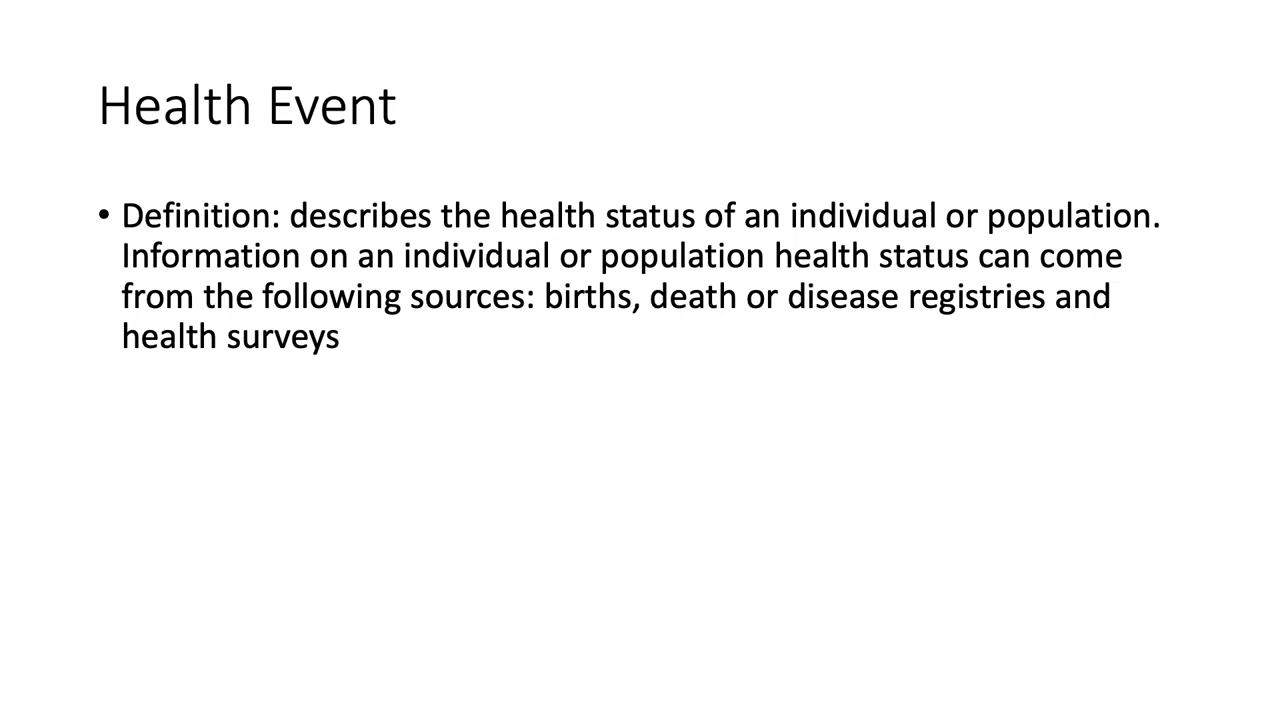 Health Event
• Definition: describes the health status of an individual or population.
Information on an individual or population health status can come
from the following sources: births, death or disease registries and
health surveys